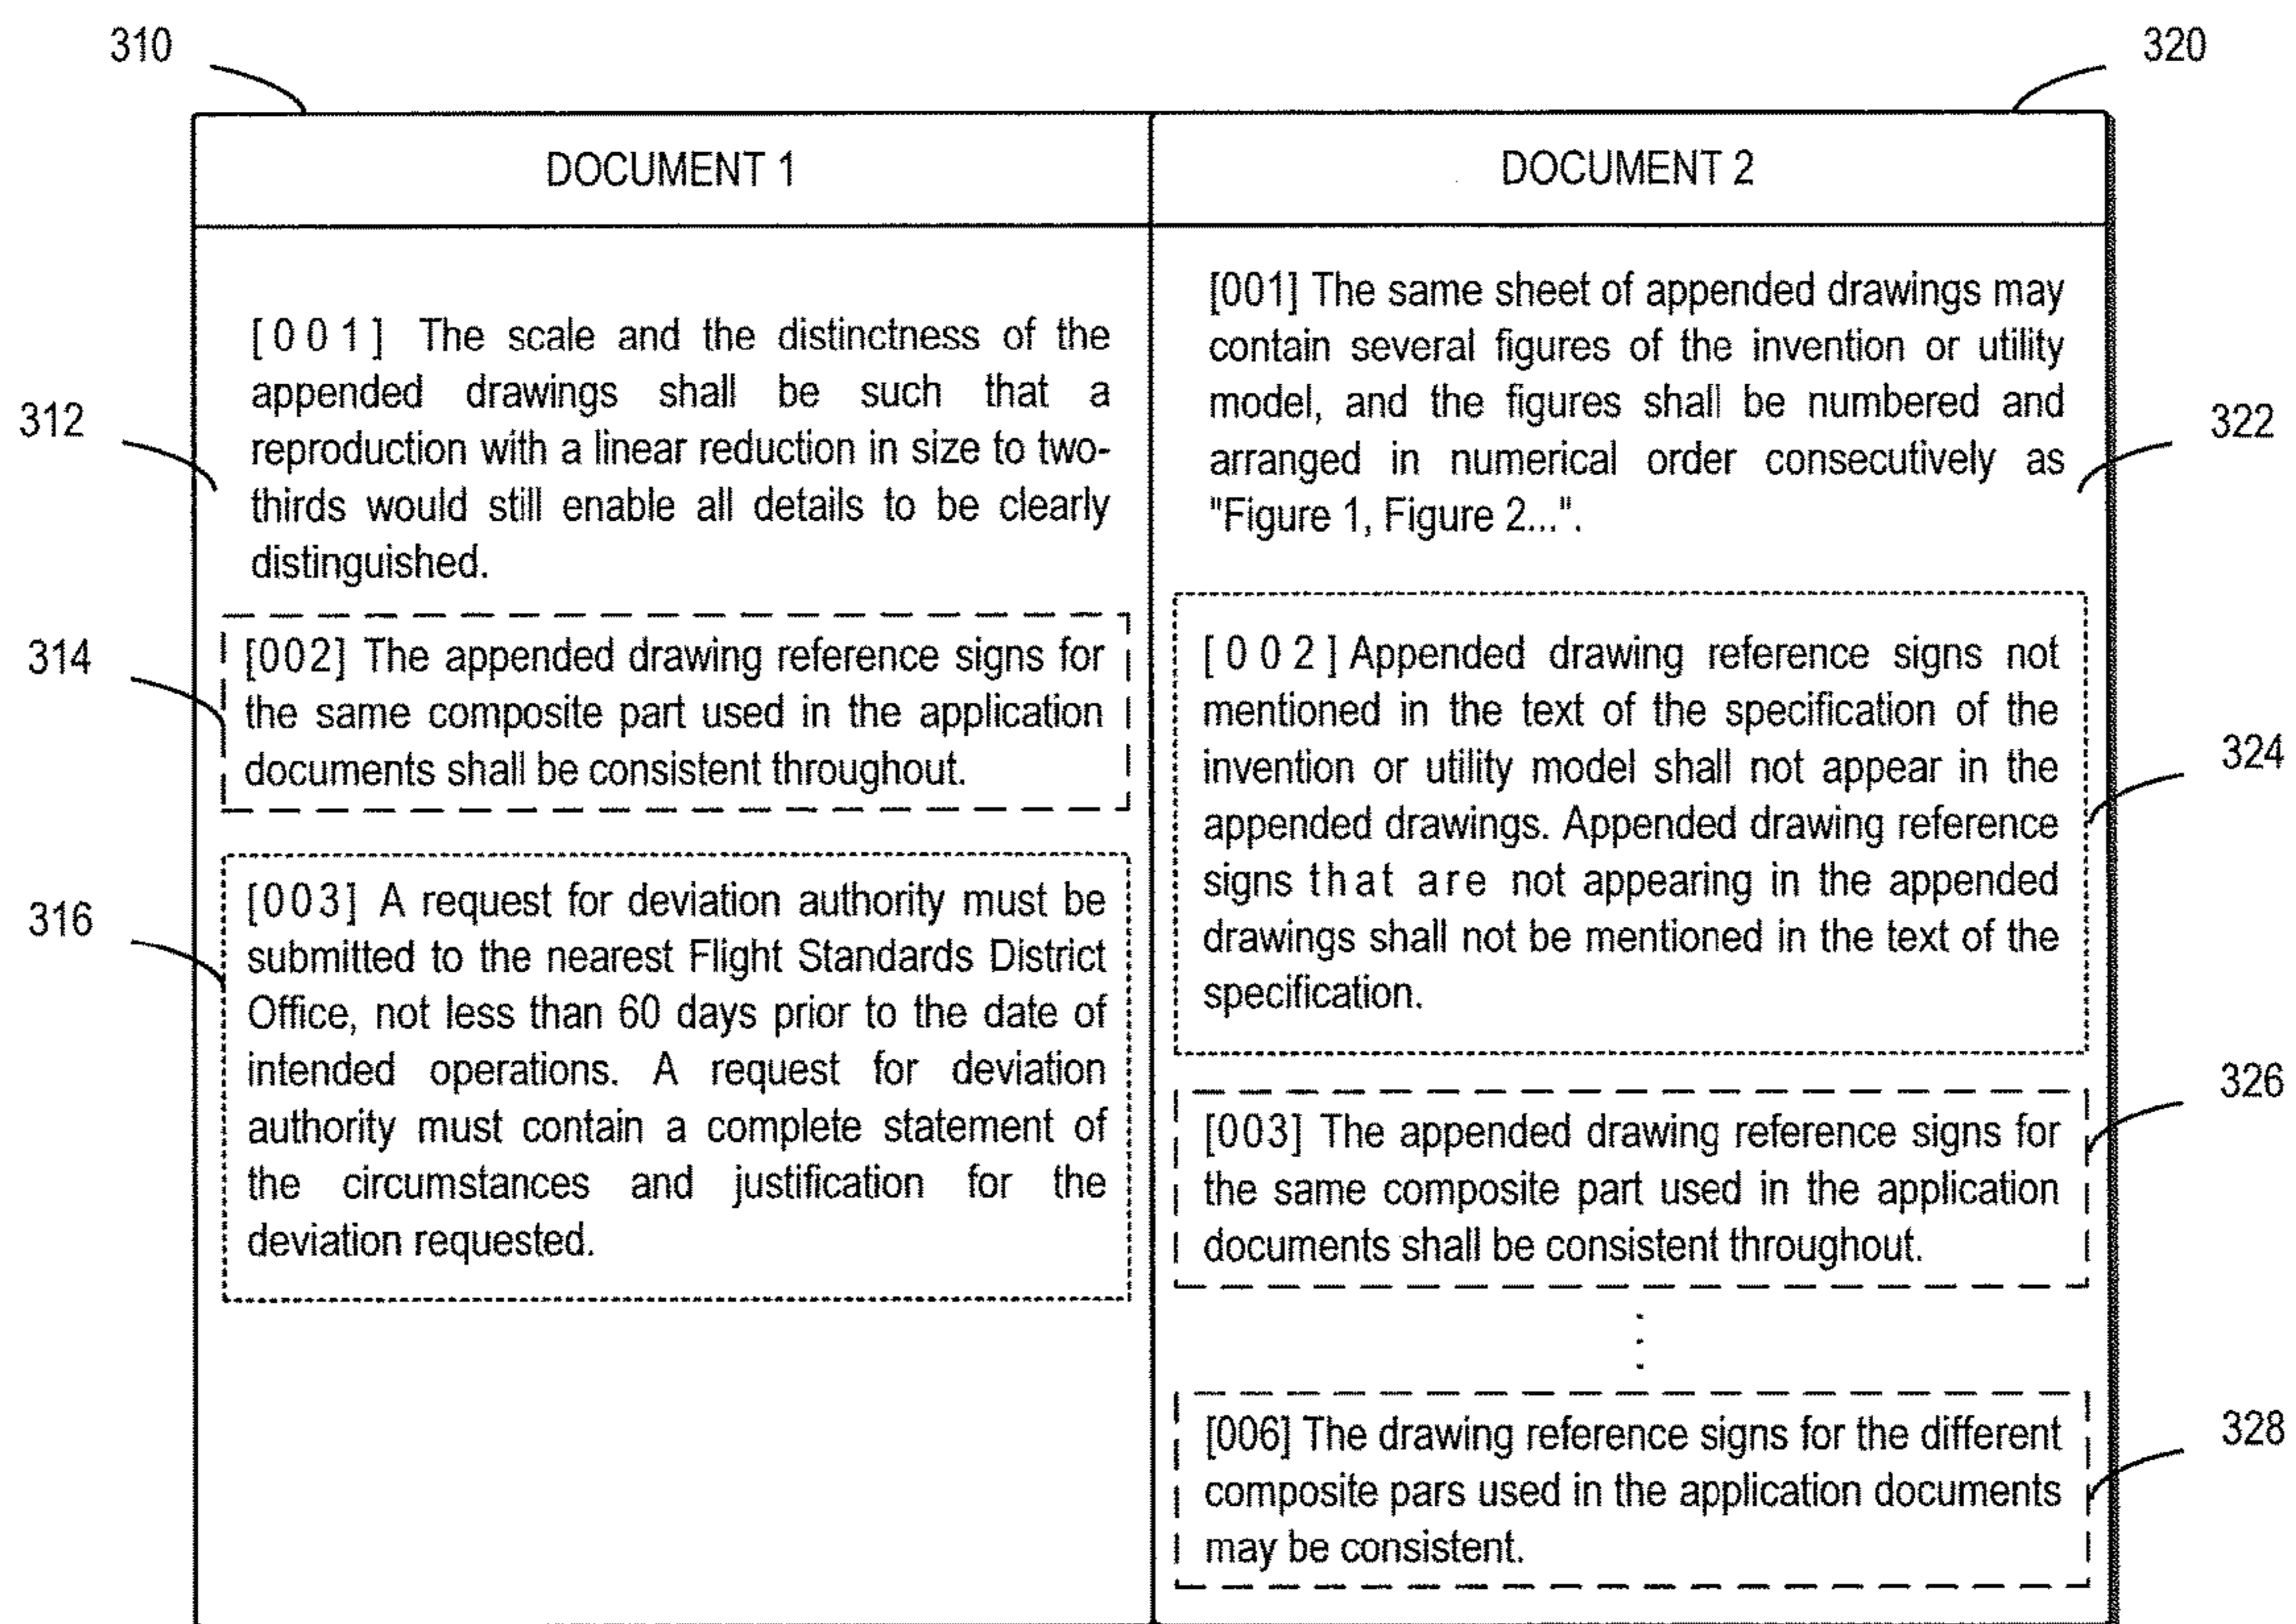 310
320
DOCUMENT 1
DOCUMENT 2
312
[001] The scale and the distinctness of the
appended drawings shall be such that a
reproduction with a linear reduction in size to two-
thirds would still enable all details to be clearly
distinguished.
314
[002] The appended drawing reference signs for
the same composite part used in the application
documents shall be consistent throughout.
316
[003] A request for deviation authority must be
submitted to the nearest Flight Standards District
Office, not less than 60 days prior to the date of
intended operations. A request for deviation
authority must contain a complete statement of
the circumstances and justification for the
deviation requested.
[001] The same sheet of appended drawings may
contain several figures of the invention or utility
model, and the figures shall be numbered and
arranged in numerical order consecutively as
"Figure 1, Figure 2...".
322
[002] Appended drawing reference signs not
mentioned in the text of the specification of the
invention or utility model shall not appear in the
appended drawings. Appended drawing reference
signs that are not appearing in the appended
drawings shall not be mentioned in the text of the
specification.
324
[003] The appended drawing reference signs for
the same composite part used in the application
documents shall be consistent throughout.
326
[006] The drawing reference signs for the different
composite pars used in the application documents
may be consistent.
328